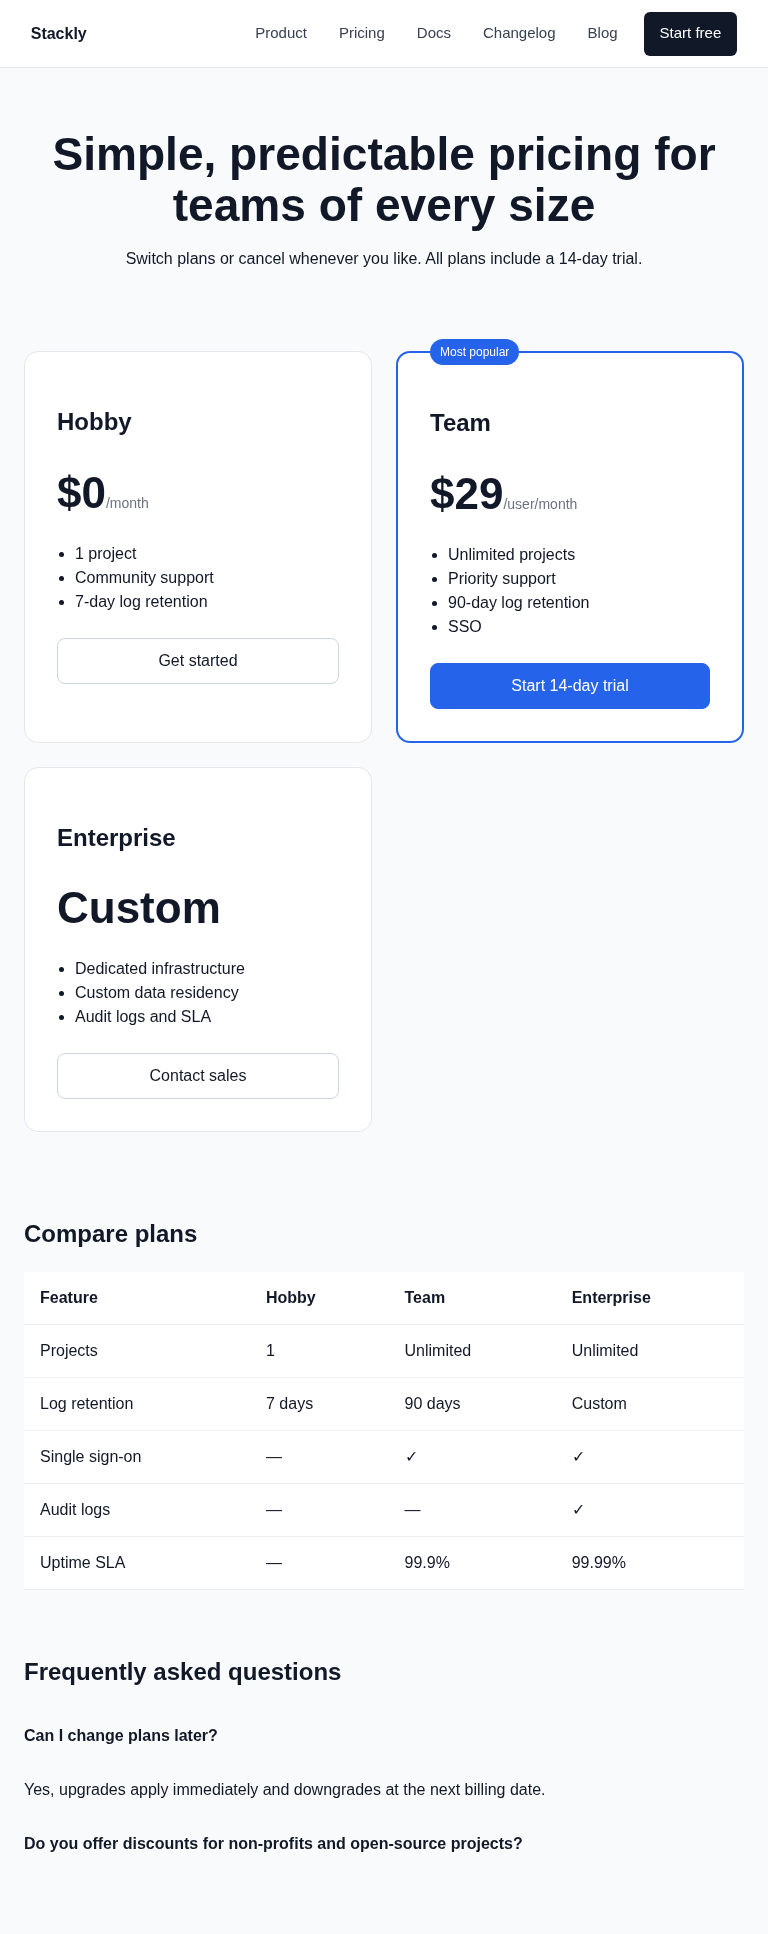 Stackly
Product Pricing Docs Changelog Blog Start free
Simple, predictable pricing for
teams of every size
Switch plans or cancel whenever you like. All plans include a 14-day trial.
Hobby
$0/month
• 1 project
• Community support
• 7-day log retention
Get started
Most popular
Team
$29/user/month
• Unlimited projects
• Priority support
• 90-day log retention
• SSO
Start 14-day trial
Enterprise
Custom
• Dedicated infrastructure
• Custom data residency
• Audit logs and SLA
Contact sales
Compare plans
Feature Hobby Team Enterprise
Projects 1 Unlimited Unlimited
Log retention 7 days 90 days Custom
Single sign-on — ✓ ✓
Audit logs — — ✓
Uptime SLA — 99.9% 99.99%
Frequently asked questions
Can I change plans later?
Yes, upgrades apply immediately and downgrades at the next billing date.
Do you offer discounts for non-profits and open-source projects?